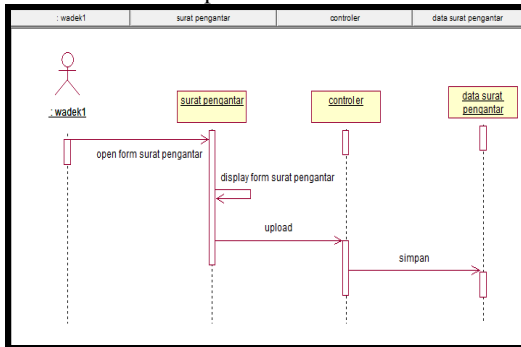 : wadek1
surat pengantar
controler
data surat pengantar
: wadek1
surat pengantar
controler
data surat
pengantar
open form surat pengantar
display form surat pengantar
upload
simpan